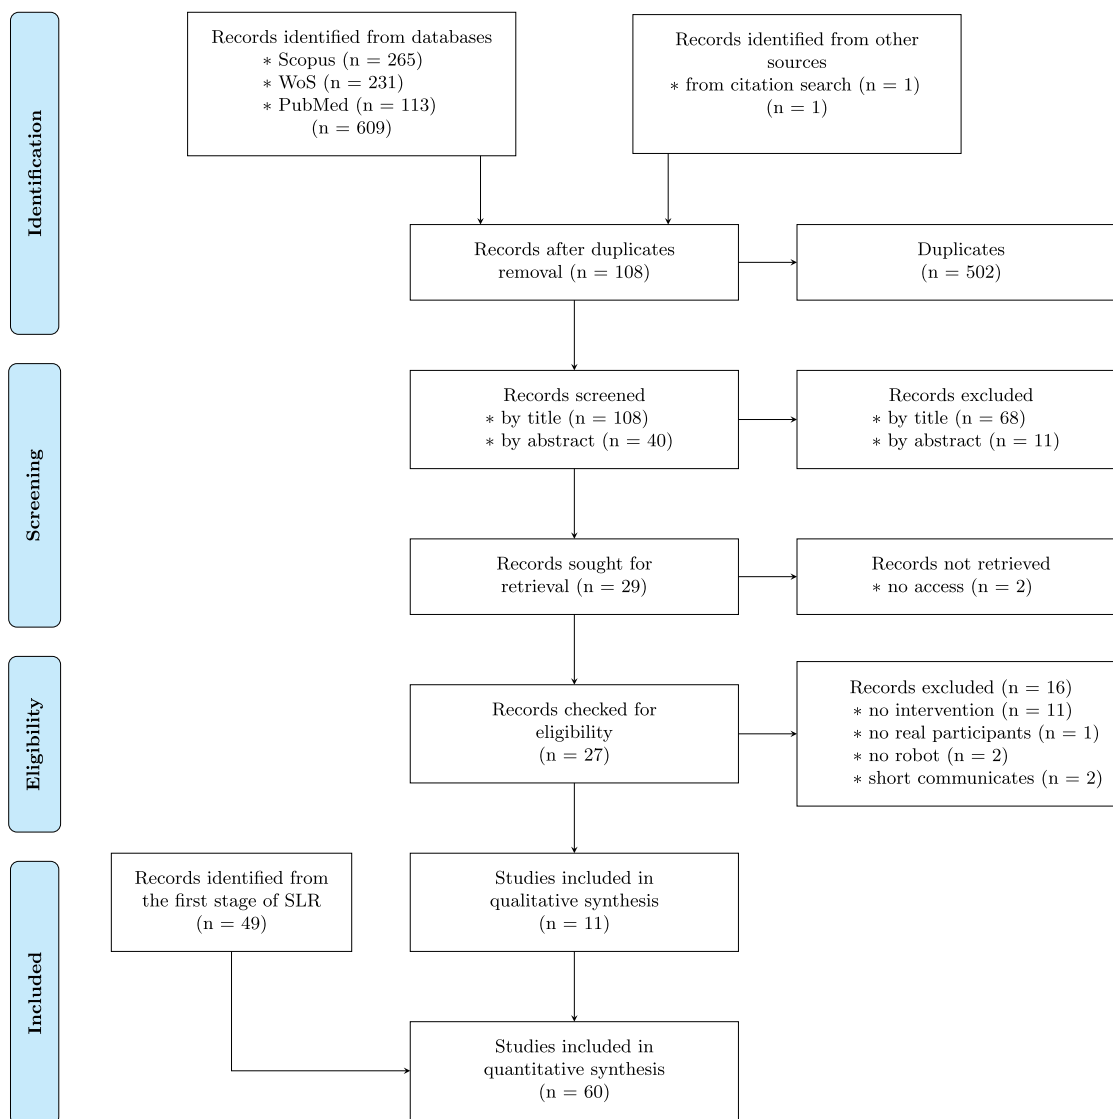 Identification
Records identified from databases
∗ Scopus (n = 265)
∗ WoS (n = 231)
∗ PubMed (n = 113)
(n = 609)
Records identified from other
sources
∗ from citation search (n = 1)
(n = 1)
Records after duplicates
removal (n = 108)
Duplicates
(n = 502)
Screening
Records screened
∗ by title (n = 108)
∗ by abstract (n = 40)
Records excluded
∗ by title (n = 68)
∗ by abstract (n = 11)
Records sought for
retrieval (n = 29)
Records not retrieved
∗ no access (n = 2)
Eligibility
Records checked for
eligibility
(n = 27)
Records excluded (n = 16)
∗ no intervention (n = 11)
∗ no real participants (n = 1)
∗ no robot (n = 2)
∗ short communicates (n = 2)
Included
Records identified from
the first stage of SLR
(n = 49)
Studies included in
qualitative synthesis
(n = 11)
Studies included in
quantitative synthesis
(n = 60)